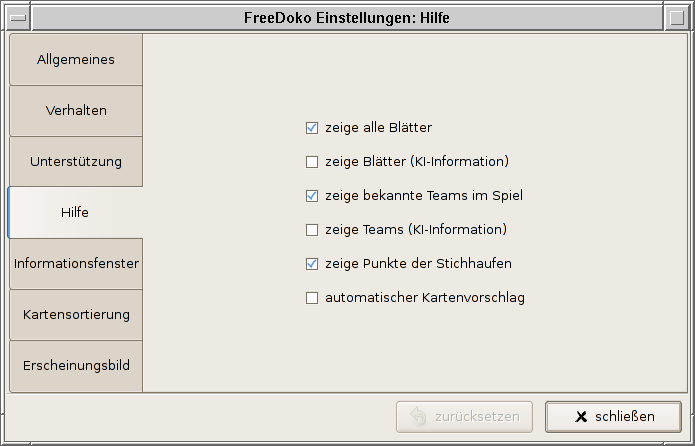 FreeDoko Einstellungen: Hilfe
Allgemeines
Verhalten
Unterstützung
Hilfe
Informationsfenster
Kartensortierung
Erscheinungsbild
zeige alle Blätter
zeige Blätter (KI-Information)
zeige bekannte Teams im Spiel
zeige Teams (KI-Information)
zeige Punkte der Stichhaufen
automatischer Kartenvorschlag
zurücksetzen
schließen